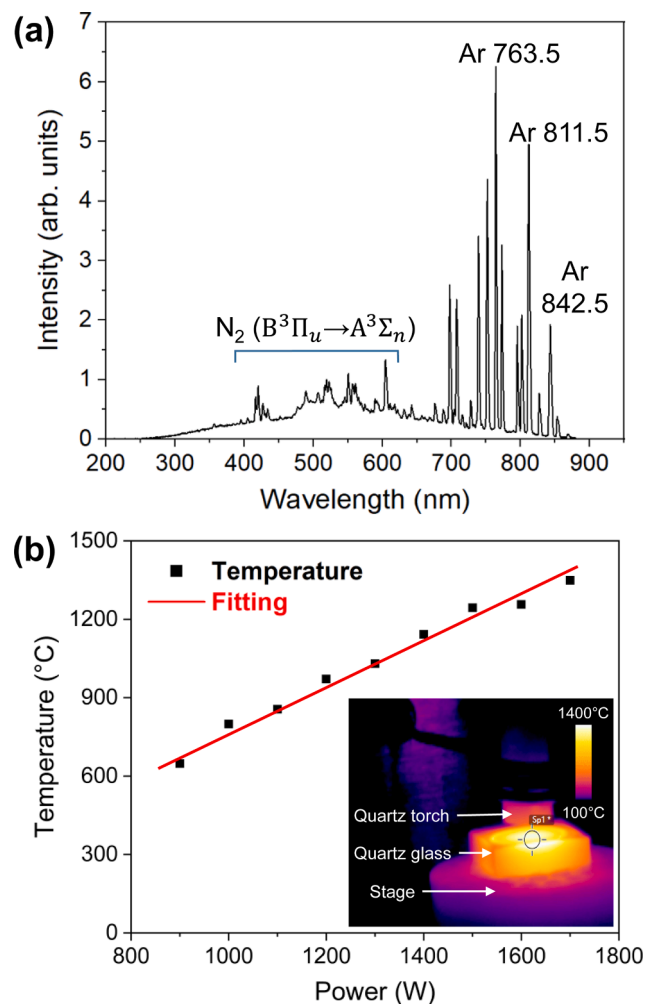 (a)
7
6
5
4
3
2
1
0
Intensity (arb. units)
Ar 763.5
Ar 811.5
Ar
842.5
N₂ (B³Πᵤ→A³Σₙ)
200 300 400 500 600 700 800 900
Wavelength (nm)
(b)
1500
1200
900
600
300
0
Temperature (°C)
Temperature
Fitting
1400°C
100°C
Quartz torch
Sp1 *
Quartz glass
Stage
800 1000 1200 1400 1600 1800
Power (W)